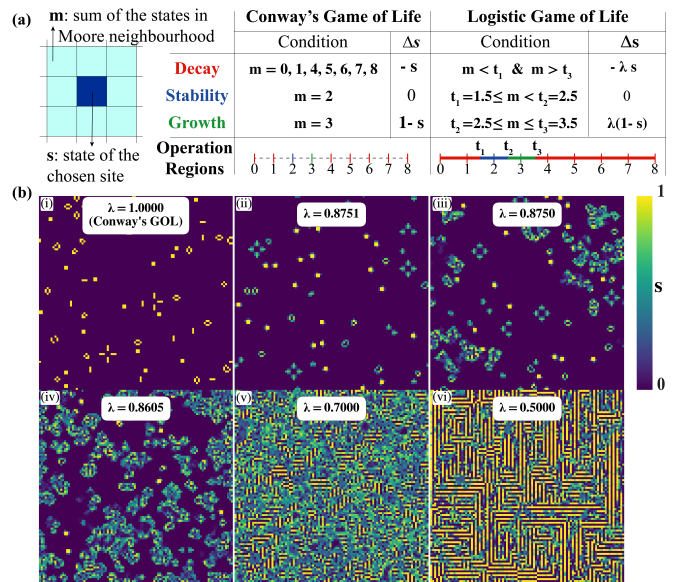 (a)
m: sum of the states in
Moore neighbourhood
s: state of the
chosen site
Conway's Game of Life
Logistic Game of Life
Condition Δs Condition Δs
Decay m = 0, 1, 4, 5, 6, 7, 8 - s m < t₁ & m > t₃ - λ s
Stability m = 2 0 t₁=1.5≤ m < t₂=2.5 0
Growth m = 3 1- s t₂=2.5≤ m ≤ t₃=3.5 λ(1- s)
Operation
Regions
t₁ t₂ t₃
0 1 2 3 4 5 6 7 8
0 1 2 3 4 5 6 7 8
(b)
(i)
λ = 1.0000
(Conway's GOL)
(ii)
λ = 0.8751
(iii)
λ = 0.8750
(iv)
λ = 0.8605
(v)
λ = 0.7000
(vi)
λ = 0.5000
1
s
0